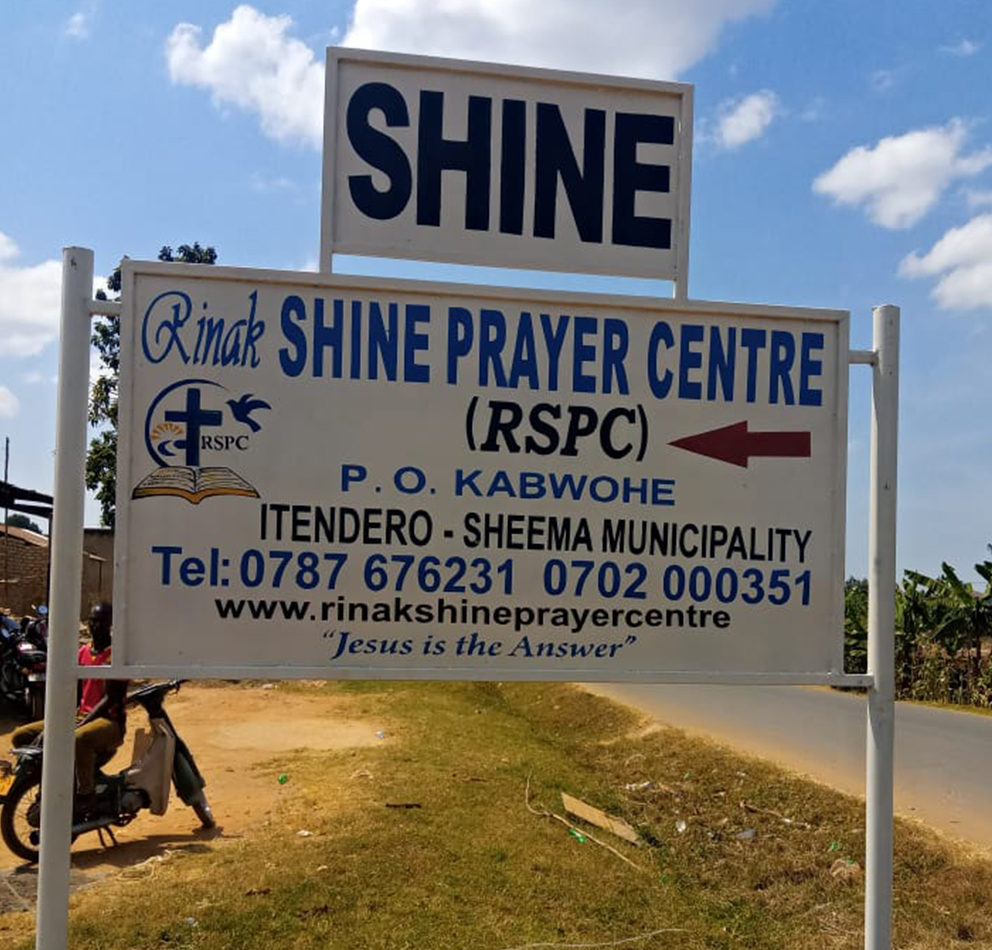 SHINE
Rinak SHINE PRAYER CENTRE
(RSPC)
RSPC
P.O. KABWOHE
ITENDERO - SHEEMA MUNICIPALITY
Tel: 0787 676231 0702 000351
www.rinakshineprayercentre
"Jesus is the Answer"